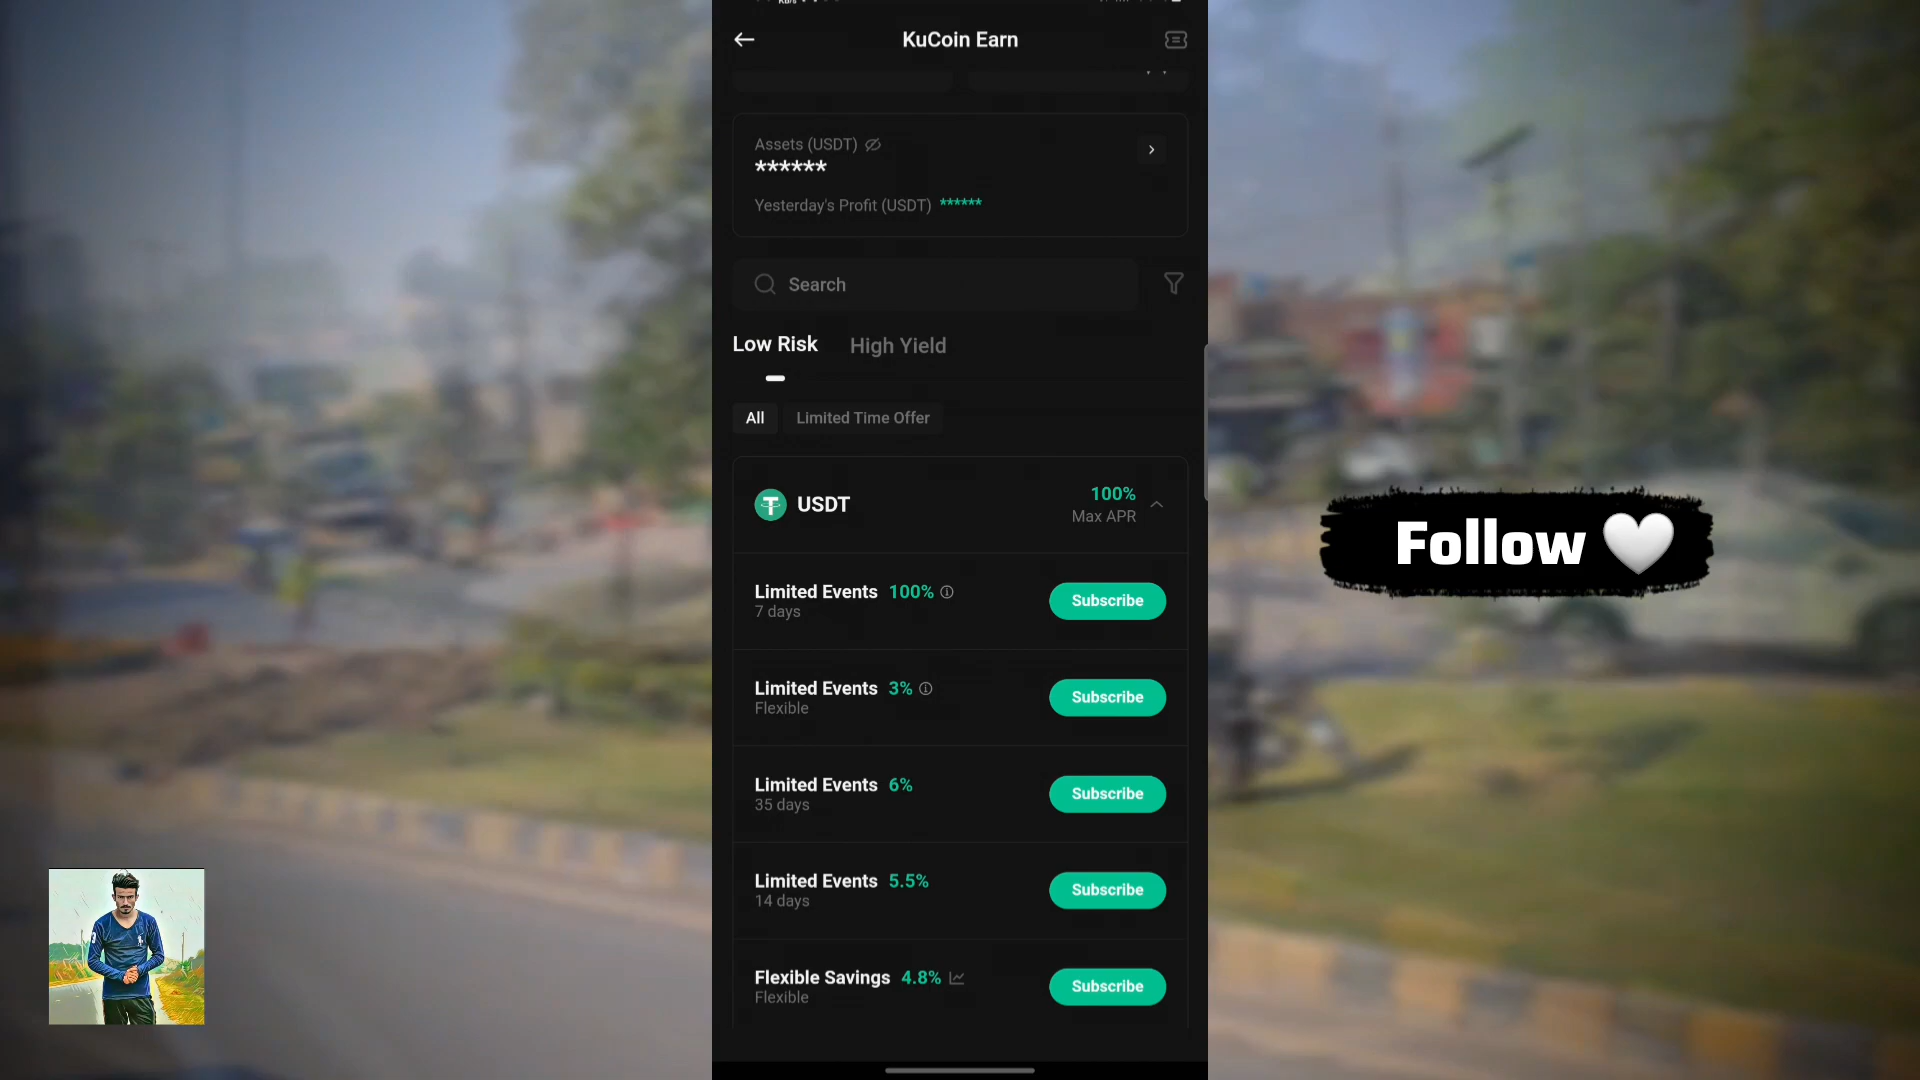 KuCoin Earn
Assets (USDT)
******
Yesterday's Profit (USDT) ******
Search
Low Risk High Yield
All Limited Time Offer
USDT
100%
Max APR
Limited Events 100%
7 days
Subscribe
Limited Events 3%
Flexible
Subscribe
Limited Events 6%
35 days
Subscribe
Limited Events 5.5%
14 days
Subscribe
Flexible Savings 4.8%
Flexible
Subscribe
Follow 🤍